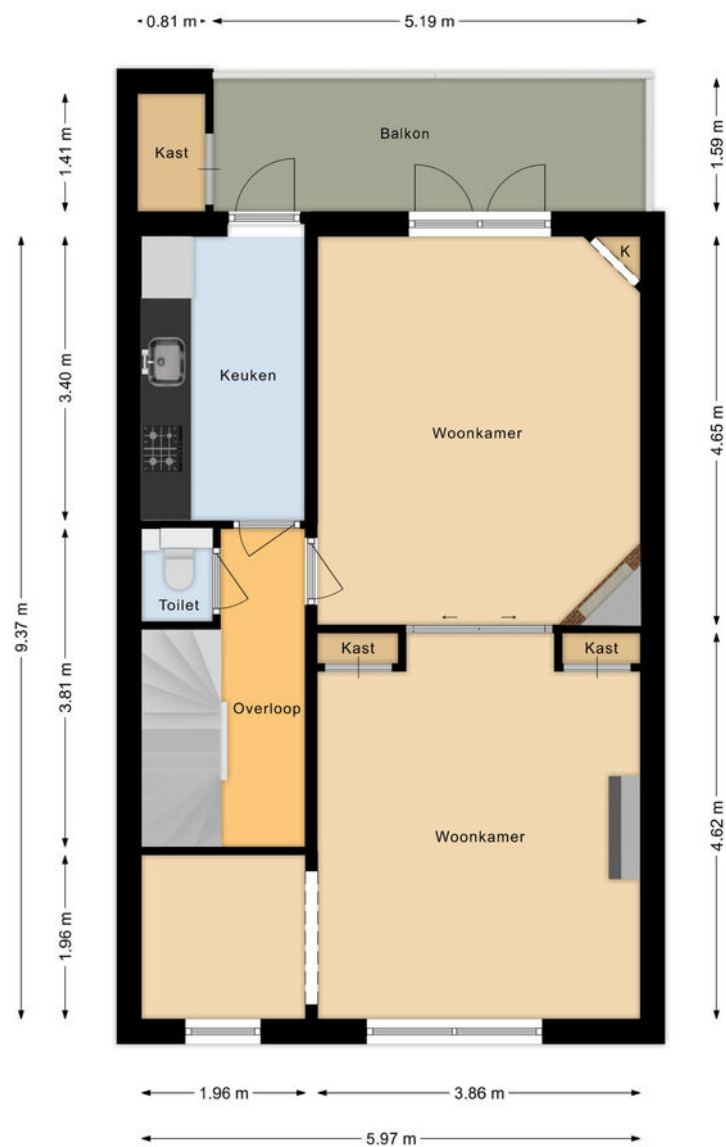 0.81 m
5.19 m
1.41 m
Kast
Balkon
1.59 m
K
3.40 m
Keuken
Woonkamer
4.65 m
9.37 m
Toilet
3.81 m
Kast
Kast
Overloop
Woonkamer
4.62 m
1.96 m
1.96 m
3.86 m
5.97 m